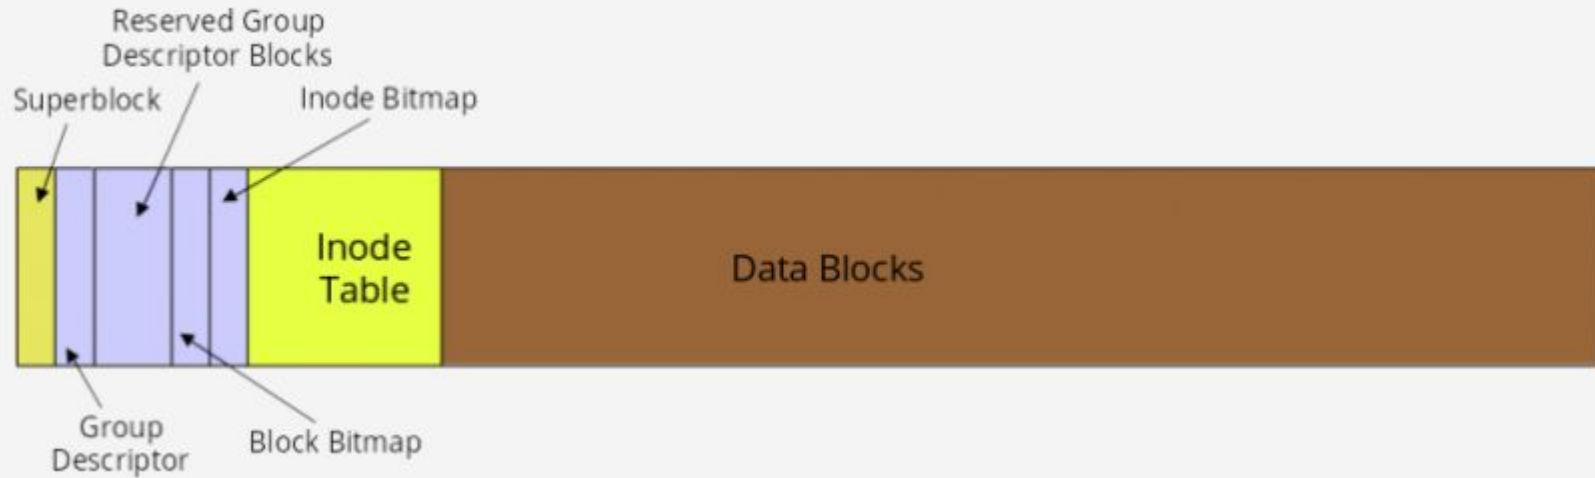 Reserved Group
Descriptor Blocks
Superblock
Inode Bitmap
Inode
Table
Data Blocks
Group
Descriptor
Block Bitmap